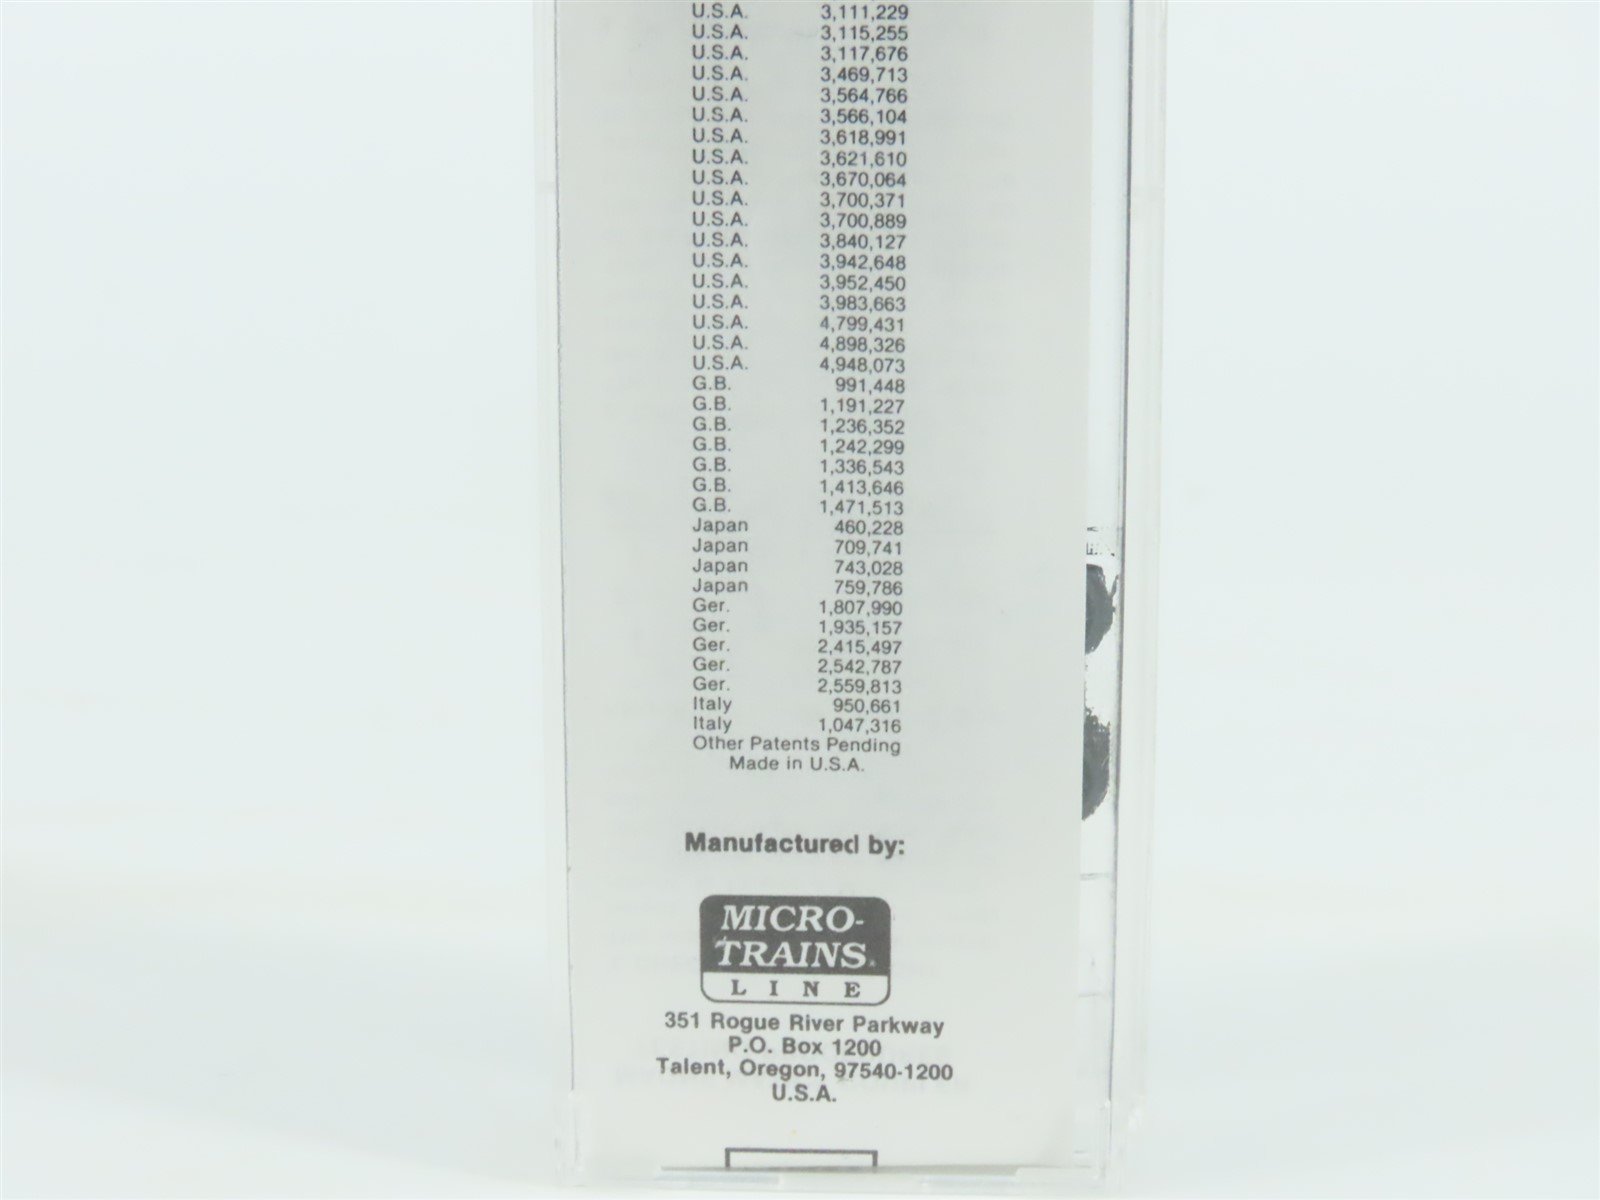 U.S.A. 3,111,229
U.S.A. 3,115,255
U.S.A. 3,117,676
U.S.A. 3,469,713
U.S.A. 3,564,766
U.S.A. 3,566,104
U.S.A. 3,618,991
U.S.A. 3,621,610
U.S.A. 3,670,064
U.S.A. 3,700,371
U.S.A. 3,700,889
U.S.A. 3,840,127
U.S.A. 3,942,648
U.S.A. 3,952,450
U.S.A. 3,983,663
U.S.A. 4,799,431
U.S.A. 4,898,326
U.S.A. 4,948,073
G.B. 991,448
G.B. 1,191,227
G.B. 1,236,352
G.B. 1,242,299
G.B. 1,336,543
G.B. 1,413,646
G.B. 1,471,513
Japan 460,228
Japan 709,741
Japan 743,028
Japan 759,786
Ger. 1,807,990
Ger. 1,935,157
Ger. 2,415,497
Ger. 2,542,787
Ger. 2,559,813
Italy 950,661
Italy 1,047,316
Other Patents Pending
Made in U.S.A.
Manufactured by:
MICRO-
TRAINS
LINE
351 Rogue River Parkway
P.O. Box 1200
Talent, Oregon, 97540-1200
U.S.A.